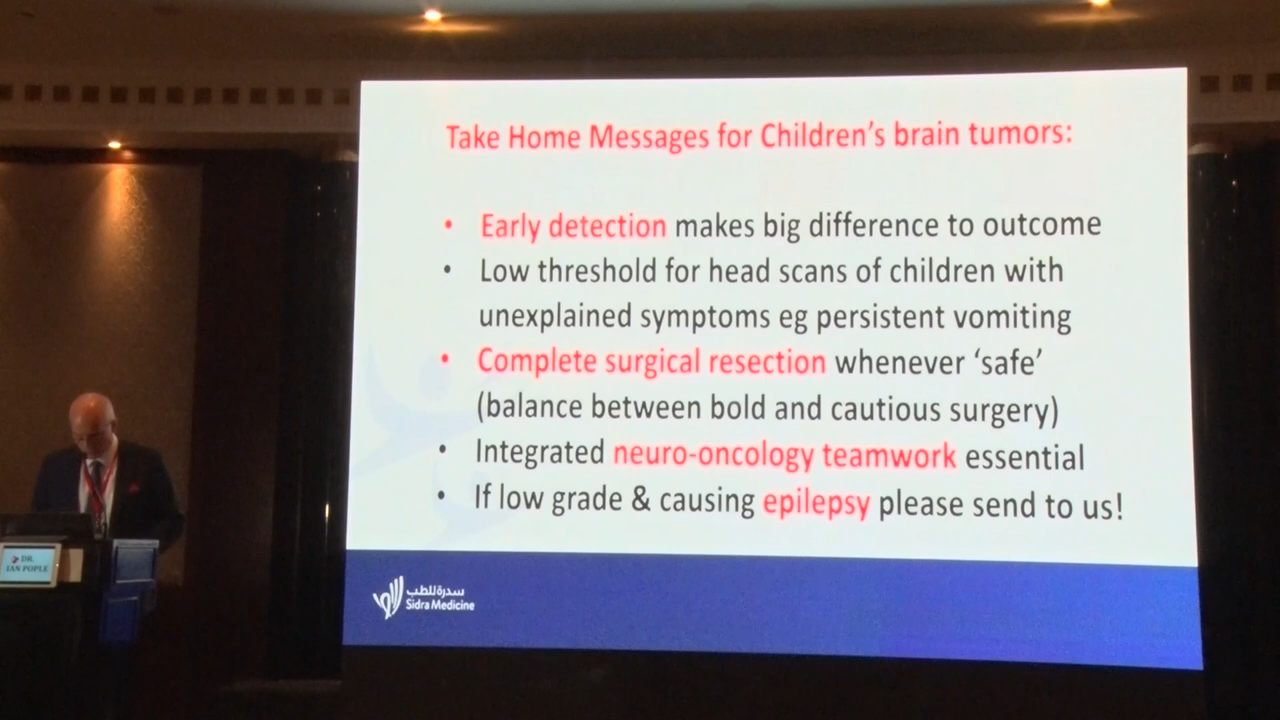 Take Home Messages for Children's brain tumors:
• Early detection makes big difference to outcome
• Low threshold for head scans of children with
unexplained symptoms eg persistent vomiting
• Complete surgical resection whenever ‘safe’
(balance between bold and cautious surgery)
• Integrated neuro-oncology teamwork essential
• If low grade & causing epilepsy please send to us!
سدرة للطب
Sidra Medicine
DR.
IAN POPLE